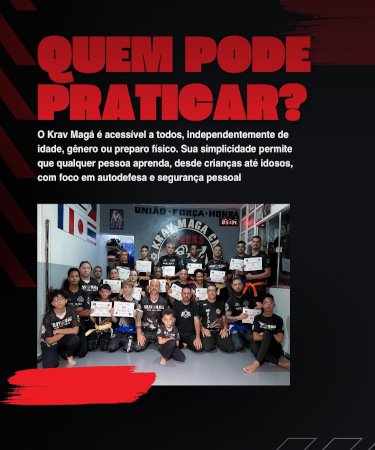 QUEM PODE
PRATICAR?
O Krav Magá é acessível a todos, independentemente de
idade, gênero ou preparo físico. Sua simplicidade permite
que qualquer pessoa aprenda, desde crianças até idosos,
com foco em autodefesa e segurança pessoal
UNIÃO · FORÇA · HONRA
KRAV MAGA